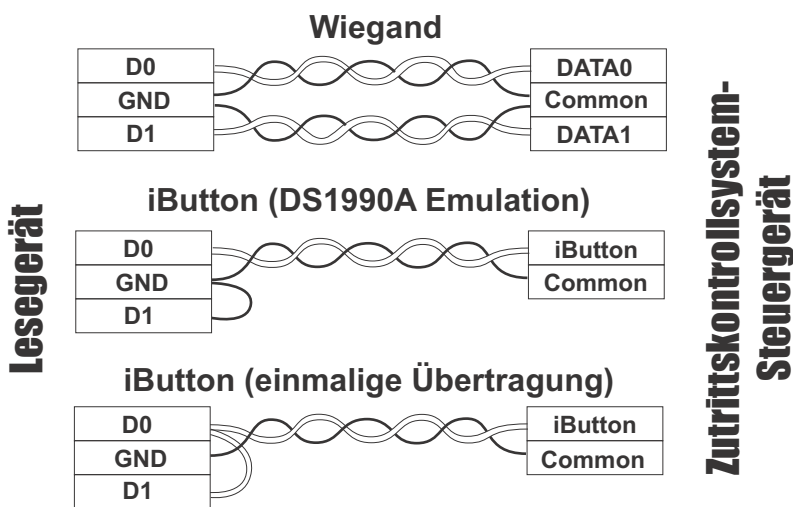 Wiegand
D0
GND
D1
DATA0
Common
DATA1
iButton (DS1990A Emulation)
D0
GND
D1
iButton
Common
iButton (einmalige Übertragung)
D0
GND
D1
iButton
Common
Lesegerät
Zutrittskontrollsystem-
Steuergerät